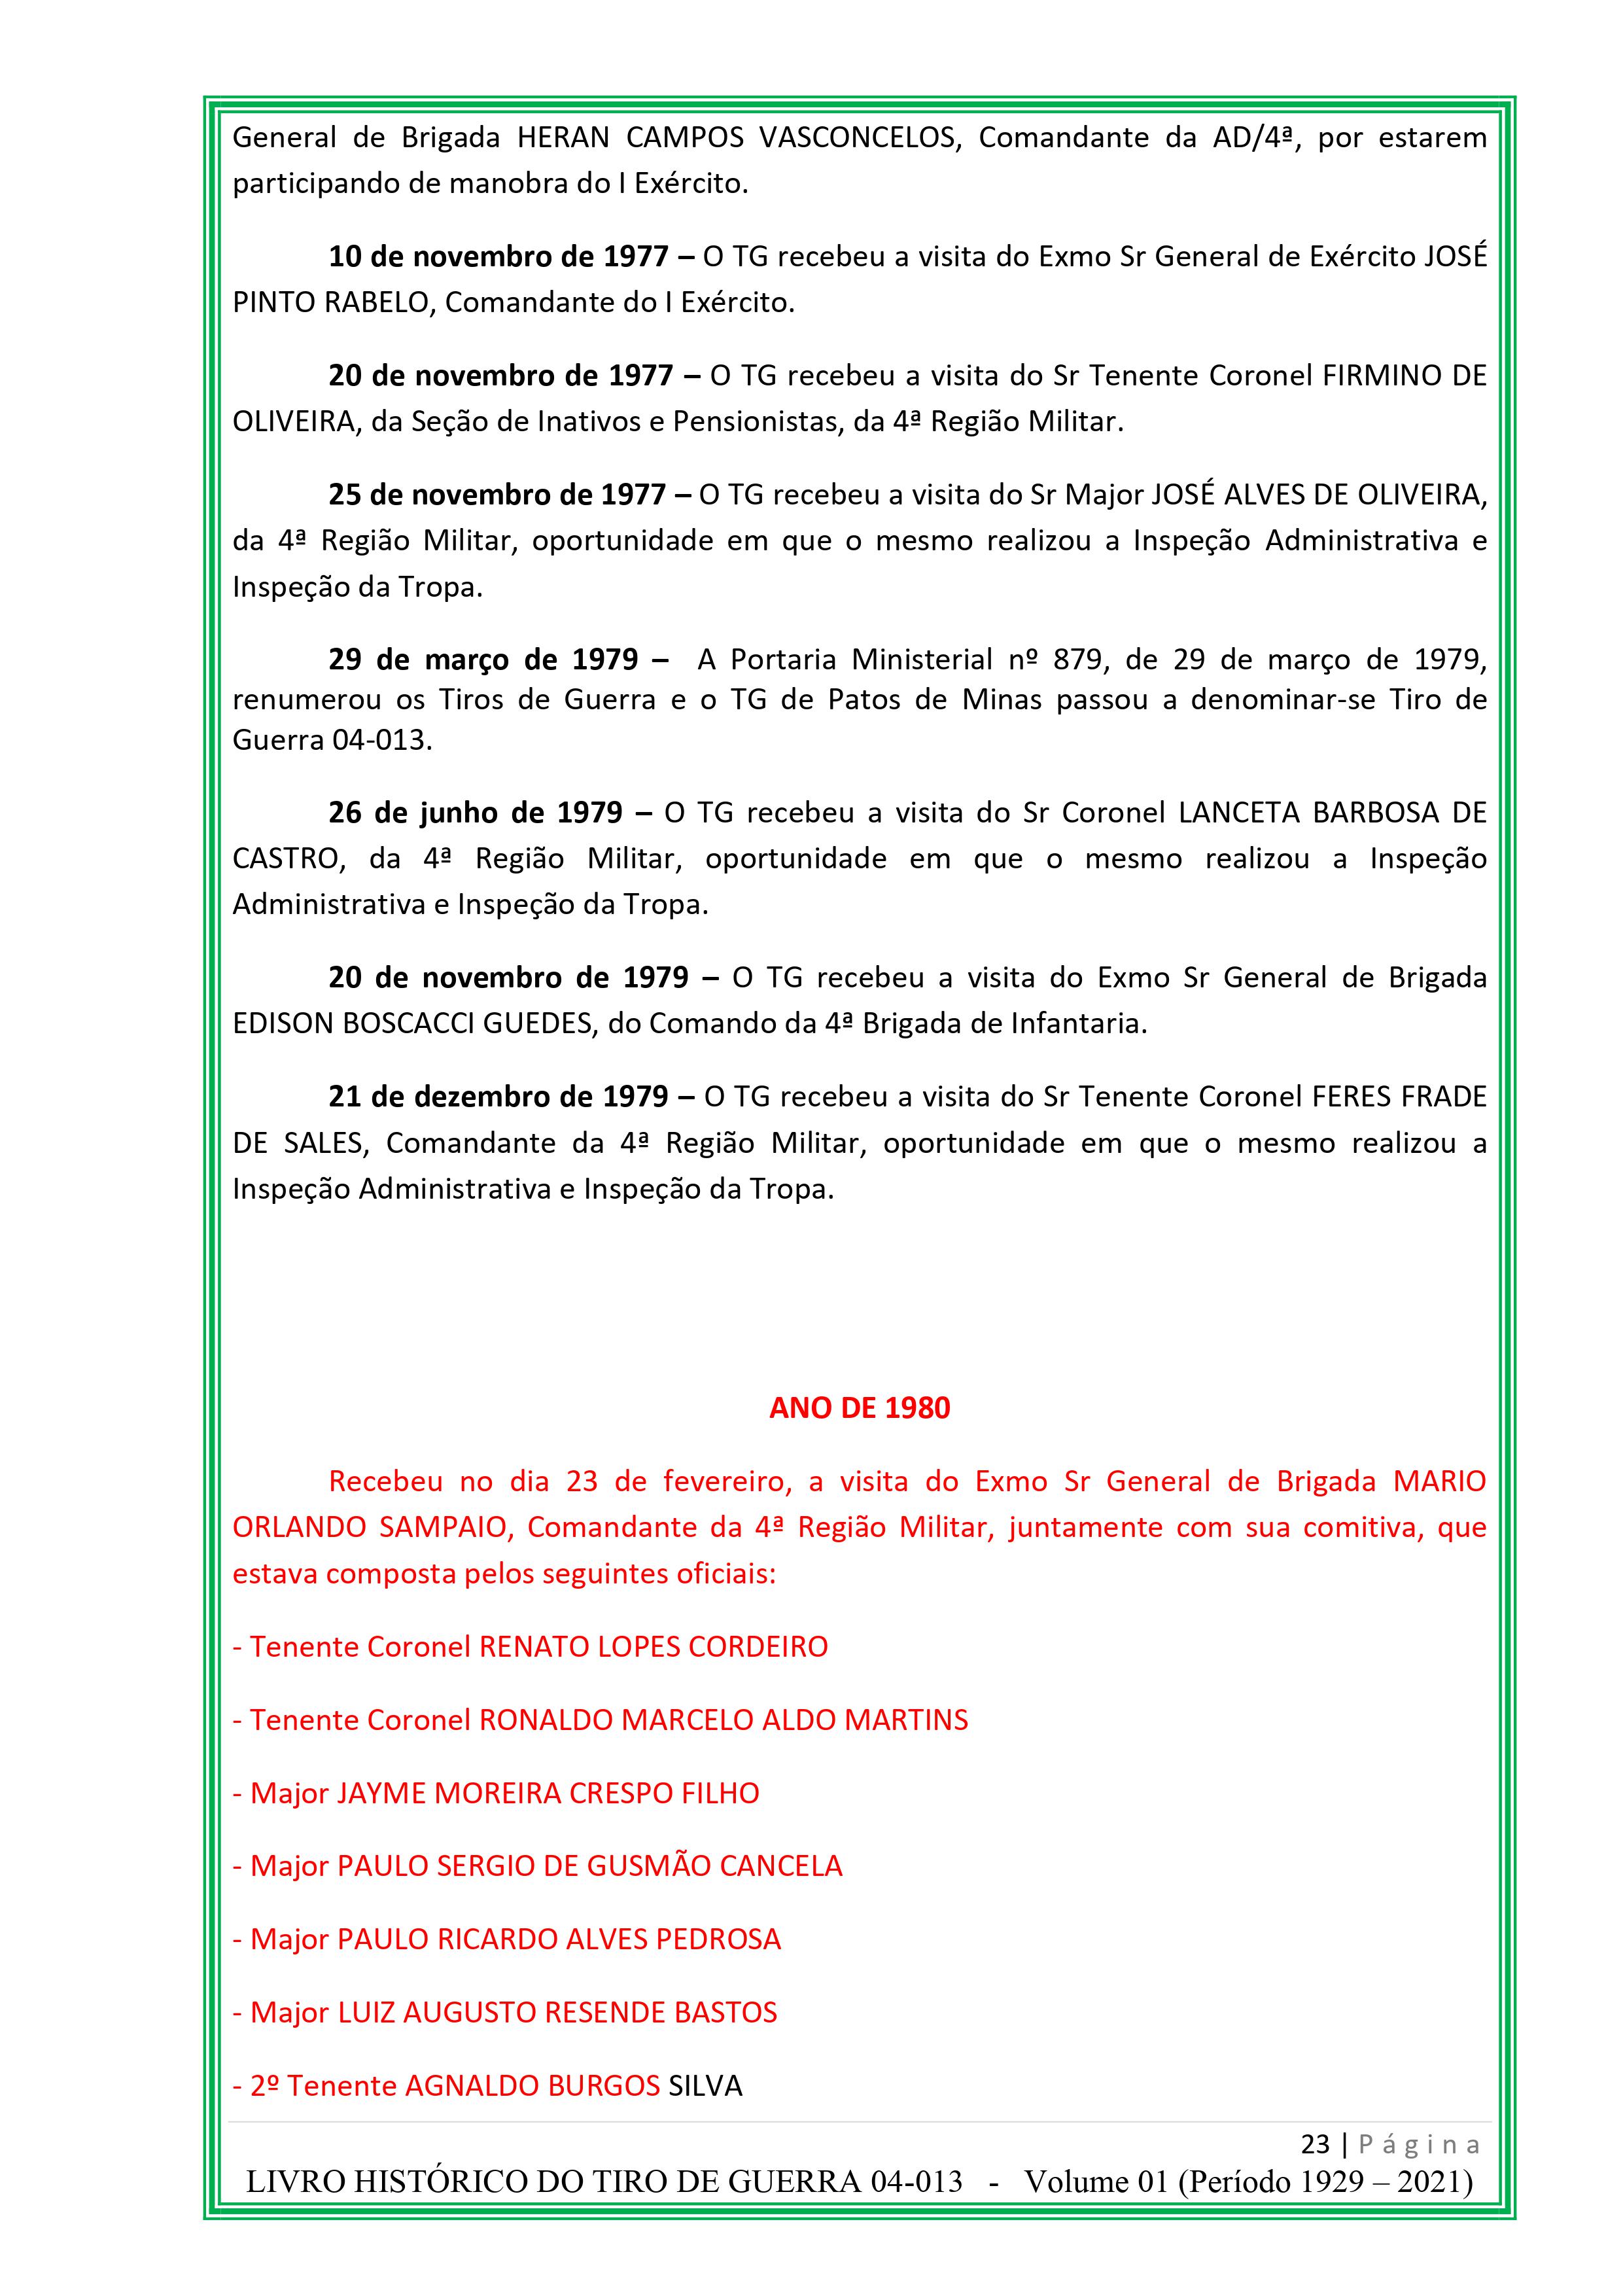 General de Brigada HERAN CAMPOS VASCONCELOS, Comandante da AD/4ª, por estarem
participando de manobra do I Exército.
10 de novembro de 1977 – O TG recebeu a visita do Exmo Sr General de Exército JOSÉ
PINTO RABELO, Comandante do I Exército.
20 de novembro de 1977 – O TG recebeu a visita do Sr Tenente Coronel FIRMINO DE
OLIVEIRA, da Seção de Inativos e Pensionistas, da 4ª Região Militar.
25 de novembro de 1977 – O TG recebeu a visita do Sr Major JOSÉ ALVES DE OLIVEIRA,
da 4ª Região Militar, oportunidade em que o mesmo realizou a Inspeção Administrativa e
Inspeção da Tropa.
29 de março de 1979 – A Portaria Ministerial nº 879, de 29 de março de 1979,
renumerou os Tiros de Guerra e o TG de Patos de Minas passou a denominar-se Tiro de
Guerra 04-013.
26 de junho de 1979 – O TG recebeu a visita do Sr Coronel LANCETA BARBOSA DE
CASTRO, da 4ª Região Militar, oportunidade em que o mesmo realizou a Inspeção
Administrativa e Inspeção da Tropa.
20 de novembro de 1979 – O TG recebeu a visita do Exmo Sr General de Brigada
EDISON BOSCACCI GUEDES, do Comando da 4ª Brigada de Infantaria.
21 de dezembro de 1979 – O TG recebeu a visita do Sr Tenente Coronel FERES FRADE
DE SALES, Comandante da 4ª Região Militar, oportunidade em que o mesmo realizou a
Inspeção Administrativa e Inspeção da Tropa.
ANO DE 1980
Recebeu no dia 23 de fevereiro, a visita do Exmo Sr General de Brigada MARIO
ORLANDO SAMPAIO, Comandante da 4ª Região Militar, juntamente com sua comitiva, que
estava composta pelos seguintes oficiais:
- Tenente Coronel RENATO LOPES CORDEIRO
- Tenente Coronel RONALDO MARCELO ALDO MARTINS
- Major JAYME MOREIRA CRESPO FILHO
- Major PAULO SERGIO DE GUSMÃO CANCELA
- Major PAULO RICARDO ALVES PEDROSA
- Major LUIZ AUGUSTO RESENDE BASTOS
- 2º Tenente AGNALDO BURGOS SILVA
23 | Página
LIVRO HISTÓRICO DO TIRO DE GUERRA 04-013 - Volume 01 (Período 1929 – 2021)